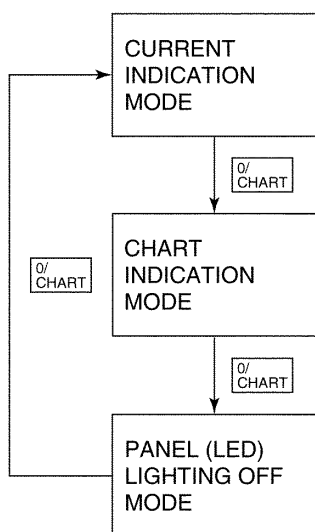 CURRENT
INDICATION
MODE
0/
CHART
CHART
INDICATION
MODE
0/
CHART
0/
CHART
PANEL (LED)
LIGHTING OFF
MODE